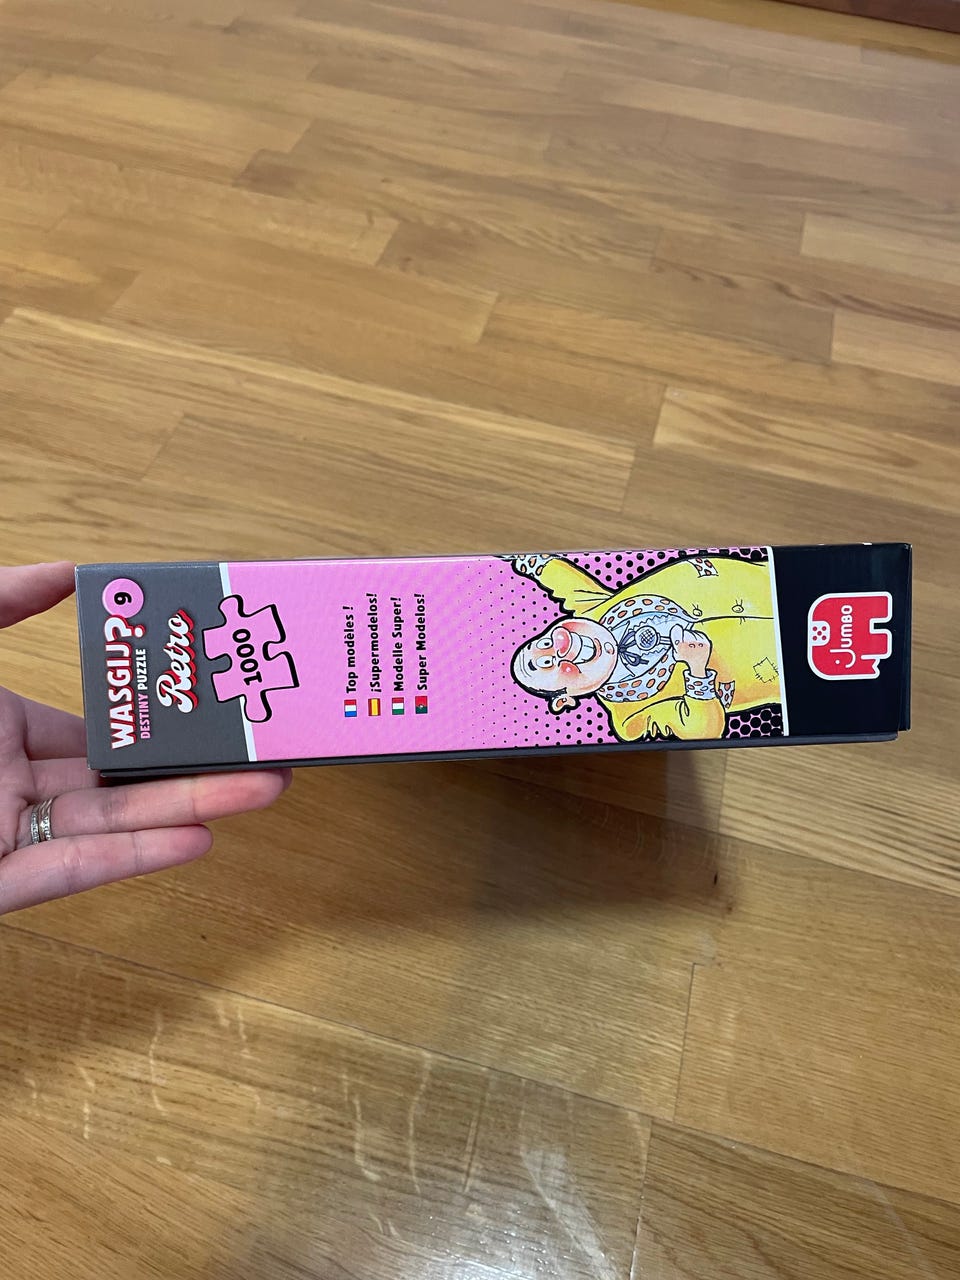 WASGIJ? 9
DESTINY PUZZLE
Retro
1000
Top modèles !
¡Supermodelos!
Modelle Super!
Super Modelos!
Jumbo